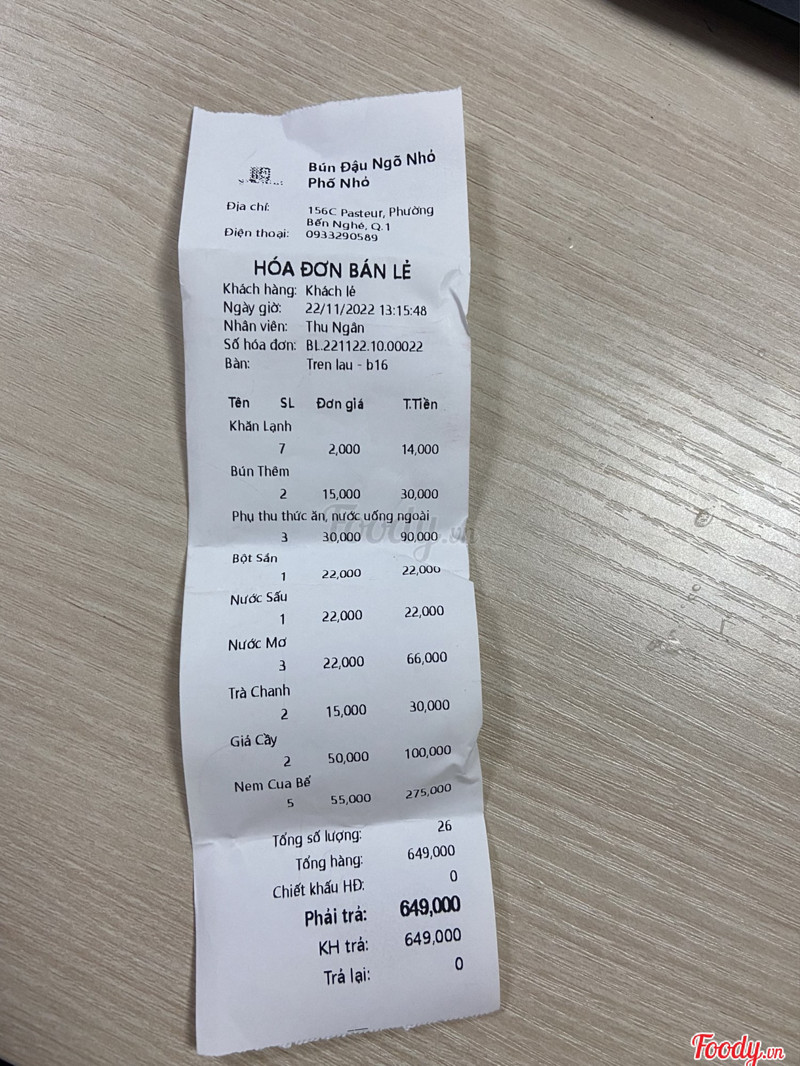 Bún Đậu Ngõ Nhỏ
Phố Nhỏ
Địa chỉ: 156C Pasteur, Phường
Bến Nghé, Q.1
Điện thoại: 0933290589
HÓA ĐƠN BÁN LẺ
Khách hàng: Khách lẻ
Ngày giờ: 22/11/2022 13:15:48
Nhân viên: Thu Ngân
Số hóa đơn: BL.221122.10.00022
Bàn: Tren lau - b16
Tên SL Đơn giá T.Tiền
Khăn Lạnh
7 2,000 14,000
Bún Thêm
2 15,000 30,000
Phụ thu thức ăn, nước uống ngoài
3 30,000 90,000
Bột Sắn
1 22,000 22,000
Nước Sấu
1 22,000 22,000
Nước Mơ
3 22,000 66,000
Trà Chanh
2 15,000 30,000
Giả Cầy
2 50,000 100,000
Nem Cua Bể
5 55,000 275,000
Tổng số lượng: 26
Tổng hàng: 649,000
Chiết khấu HĐ: 0
Phải trả: 649,000
KH trả: 649,000
Trả lại: 0
Foody.vn
Foody.vn